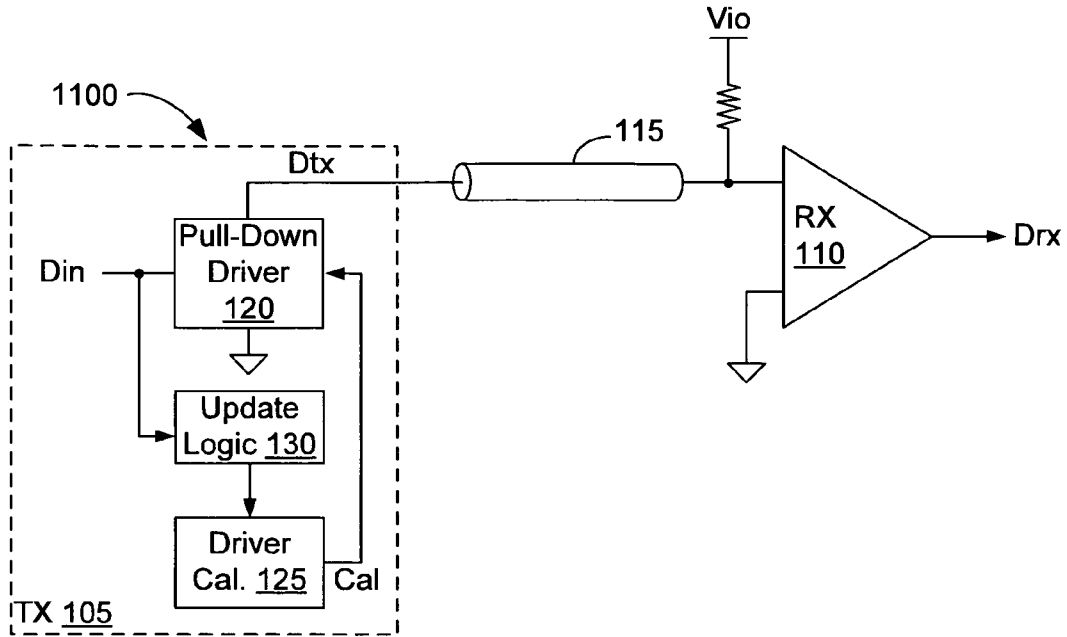 Vio
1100
115
Dtx
Pull-Down
Driver
120
Din
RX
110
Drx
Update
Logic 130
Driver
Cal. 125
Cal
TX 105